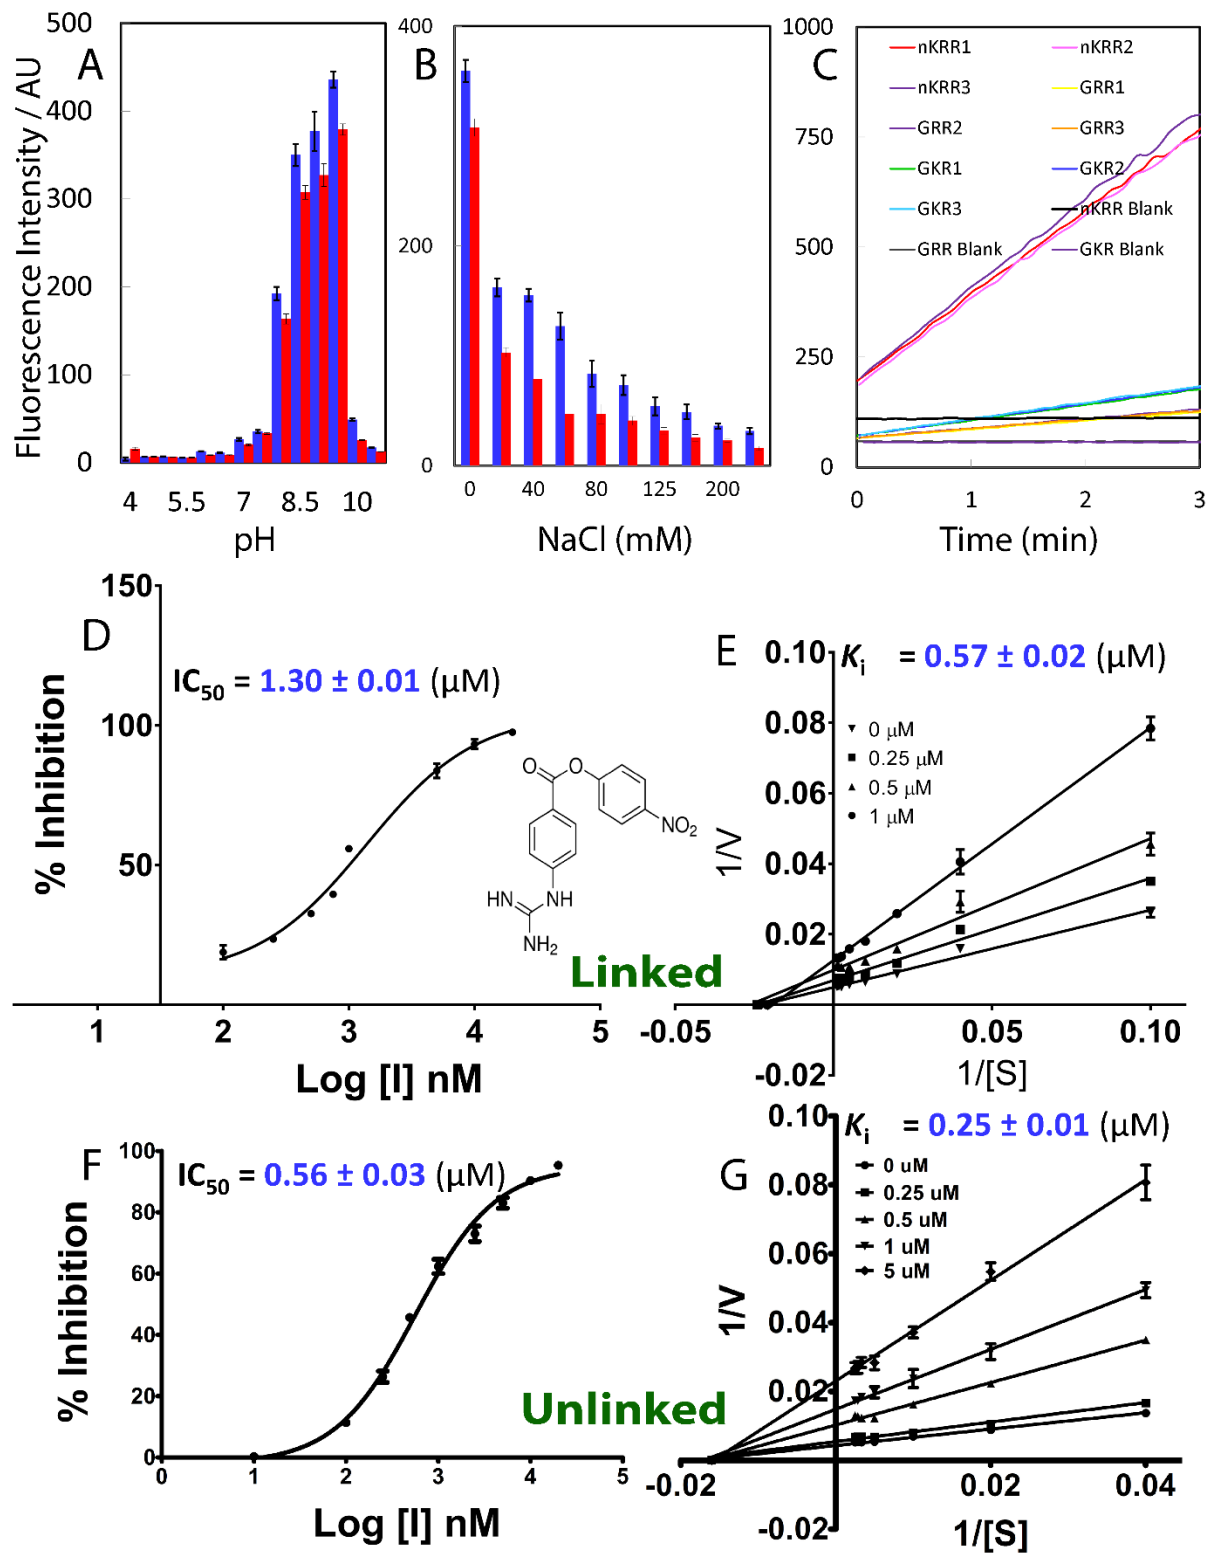 A
Fluorescence Intensity / AU
500
400
300
200
100
0
4 5.5 7 8.5 10
pH
B
400
200
0
0 40 80 125 200
NaCl (mM)
C
1000
750
500
250
0
nKRR1 nKRR2
nKRR3 GRR1
GRR2 GRR3
GKR1 GKR2
GKR3 nKRR Blank
GRR Blank GKR Blank
0 1 2 3
Time (min)
D
% Inhibition
150
100
50
IC50 = 1.30 ± 0.01 (µM)
O
O
NO2
HN
NH
NH2
1 2 3 4 5
Log [I] nM
Linked
E
Ki = 0.57 ± 0.02 (µM)
0 µM
0.25 µM
0.5 µM
1 µM
1/V
0.10
0.08
0.06
0.04
0.02
-0.02
-0.05 0.05 0.10
1/[S]
F
% Inhibition
100
80
60
40
20
0
IC50 = 0.56 ± 0.03 (µM)
0 1 2 3 4 5
Log [I] nM
Unlinked
G
Ki = 0.25 ± 0.01 (µM)
0 uM
0.25 uM
0.5 uM
1 uM
5 uM
1/V
0.10
0.08
0.06
0.04
0.02
-0.02
-0.02 0.02 0.04
1/[S]